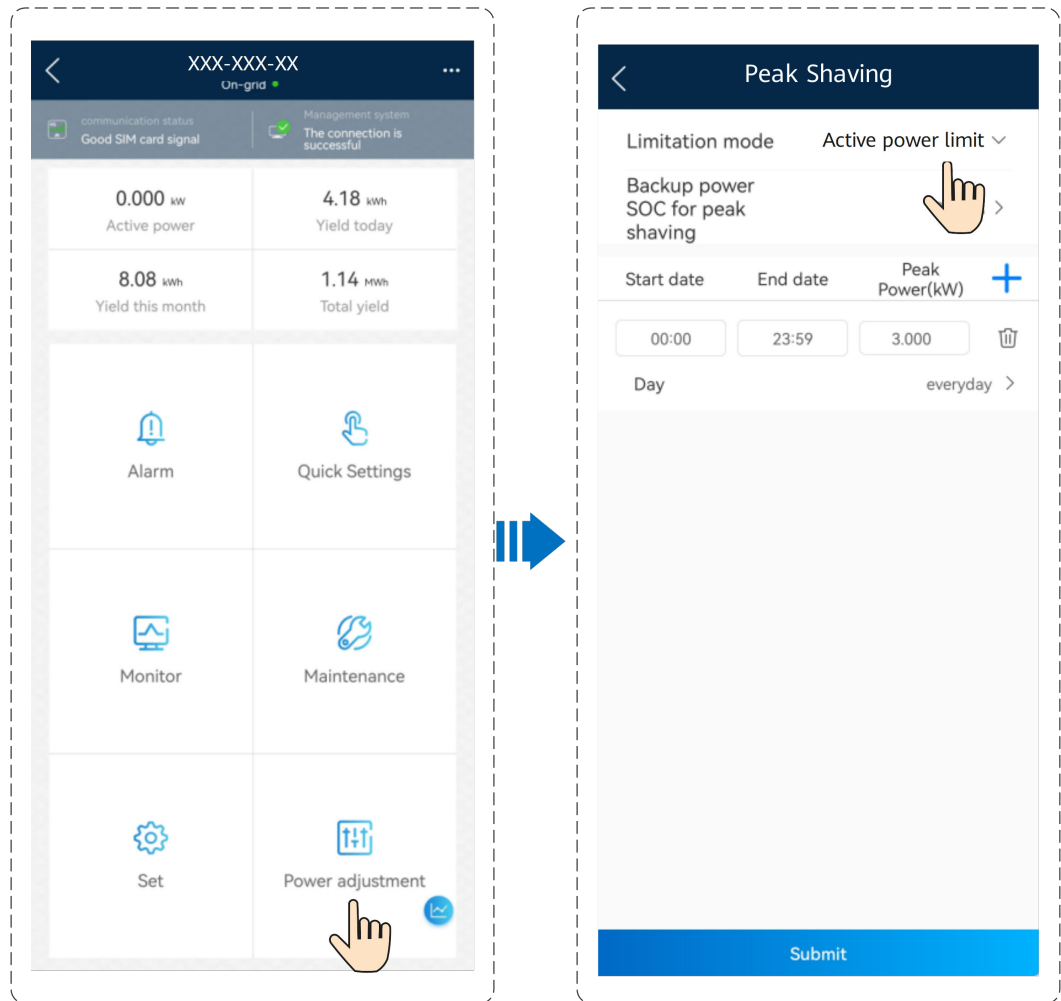 XXX-XXX-XX
On-grid
communication status
Good SIM card signal
Management system
The connection is
successful
0.000 kW
Active power
4.18 kWh
Yield today
8.08 kWh
Yield this month
1.14 MWh
Total yield
Alarm
Quick Settings
Monitor
Maintenance
Set
Power adjustment
Peak Shaving
Limitation mode
Active power limit
Backup power
SOC for peak
shaving
Start date
End date
Peak
Power(kW)
00:00
23:59
3.000
Day
everyday
Submit